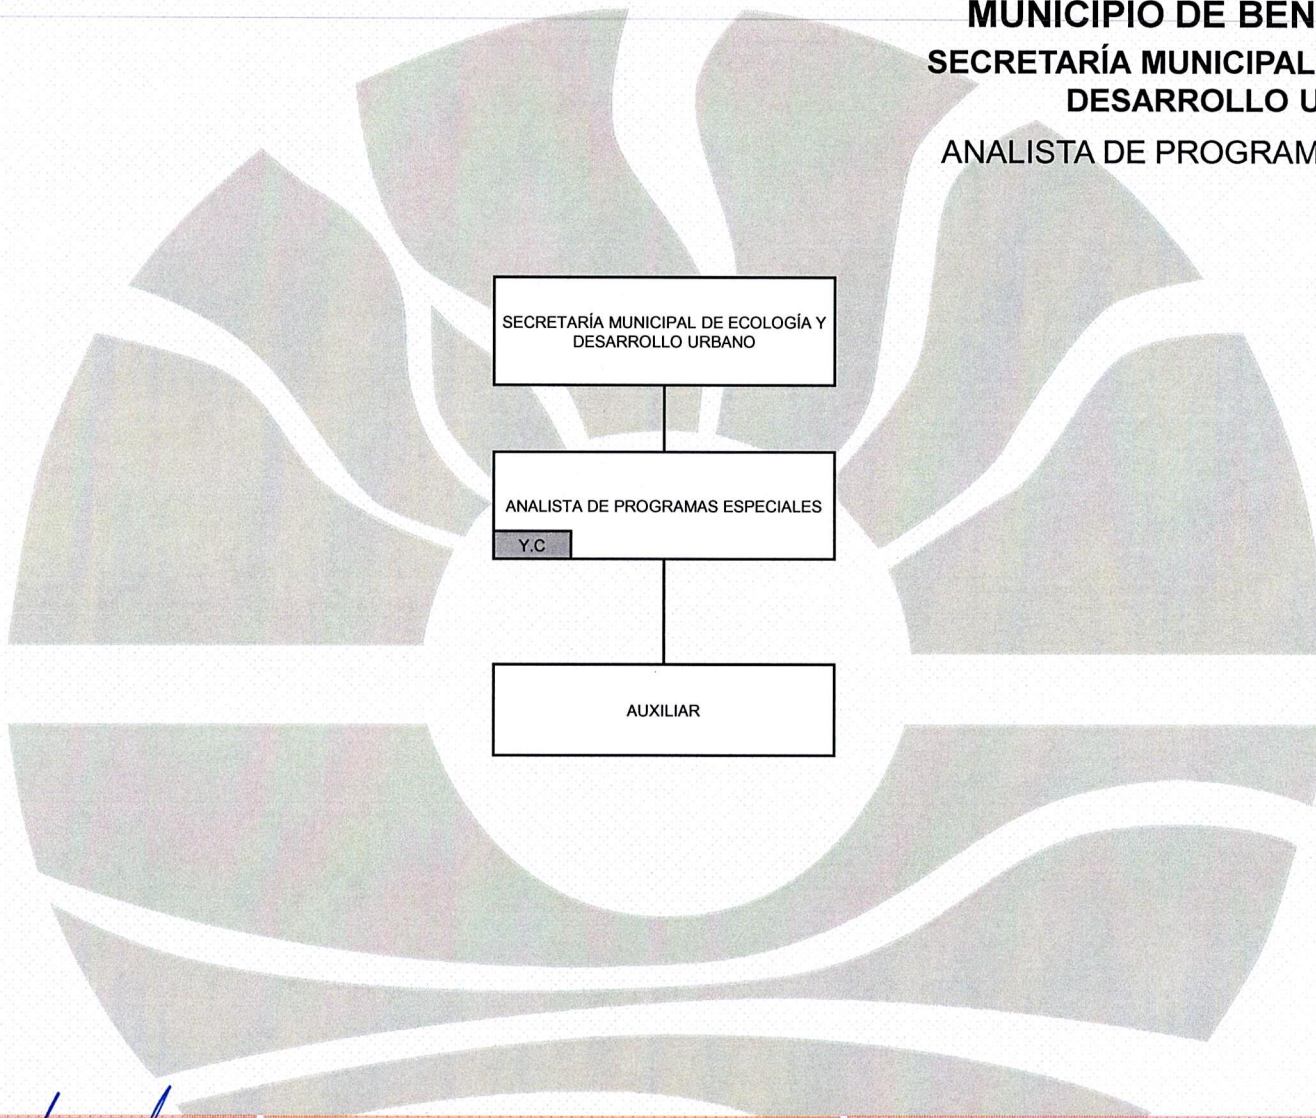 MUNICIPIO DE BEN
SECRETARÍA MUNICIPAL
DESARROLLO U
ANALISTA DE PROGRAM
SECRETARÍA MUNICIPAL DE ECOLOGÍA Y
DESARROLLO URBANO
ANALISTA DE PROGRAMAS ESPECIALES
Y.C
AUXILIAR